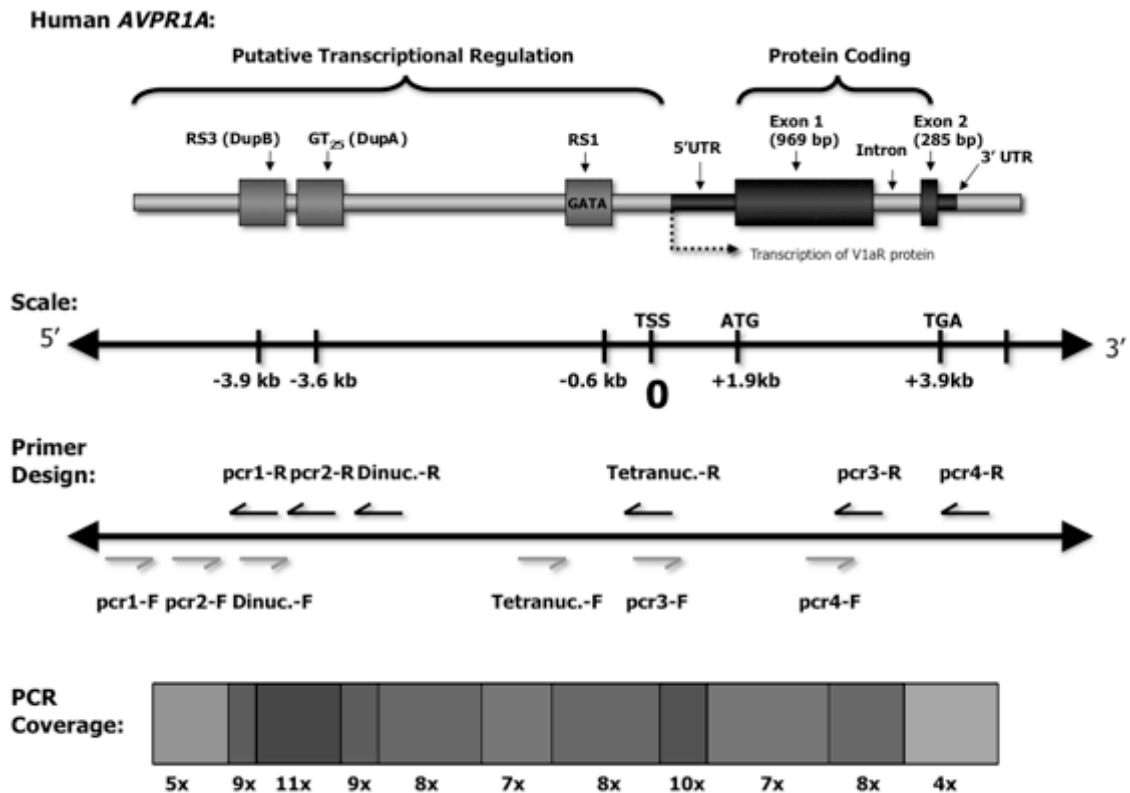 Human AVPR1A:
Putative Transcriptional Regulation
Protein Coding
RS3 (DupB)
GT25 (DupA)
RS1
5'UTR
Exon 1
(969 bp)
Intron
Exon 2
(285 bp)
3' UTR
GATA
Transcription of V1aR protein
Scale:
5'
TSS
ATG
TGA
3'
-3.9 kb
-3.6 kb
-0.6 kb
0
+1.9kb
+3.9kb
Primer
Design:
pcr1-R
pcr2-R
Dinuc.-R
Tetranuc.-R
pcr3-R
pcr4-R
pcr1-F
pcr2-F
Dinuc.-F
Tetranuc.-F
pcr3-F
pcr4-F
PCR
Coverage:
5x
9x
11x
9x
8x
7x
8x
10x
7x
8x
4x